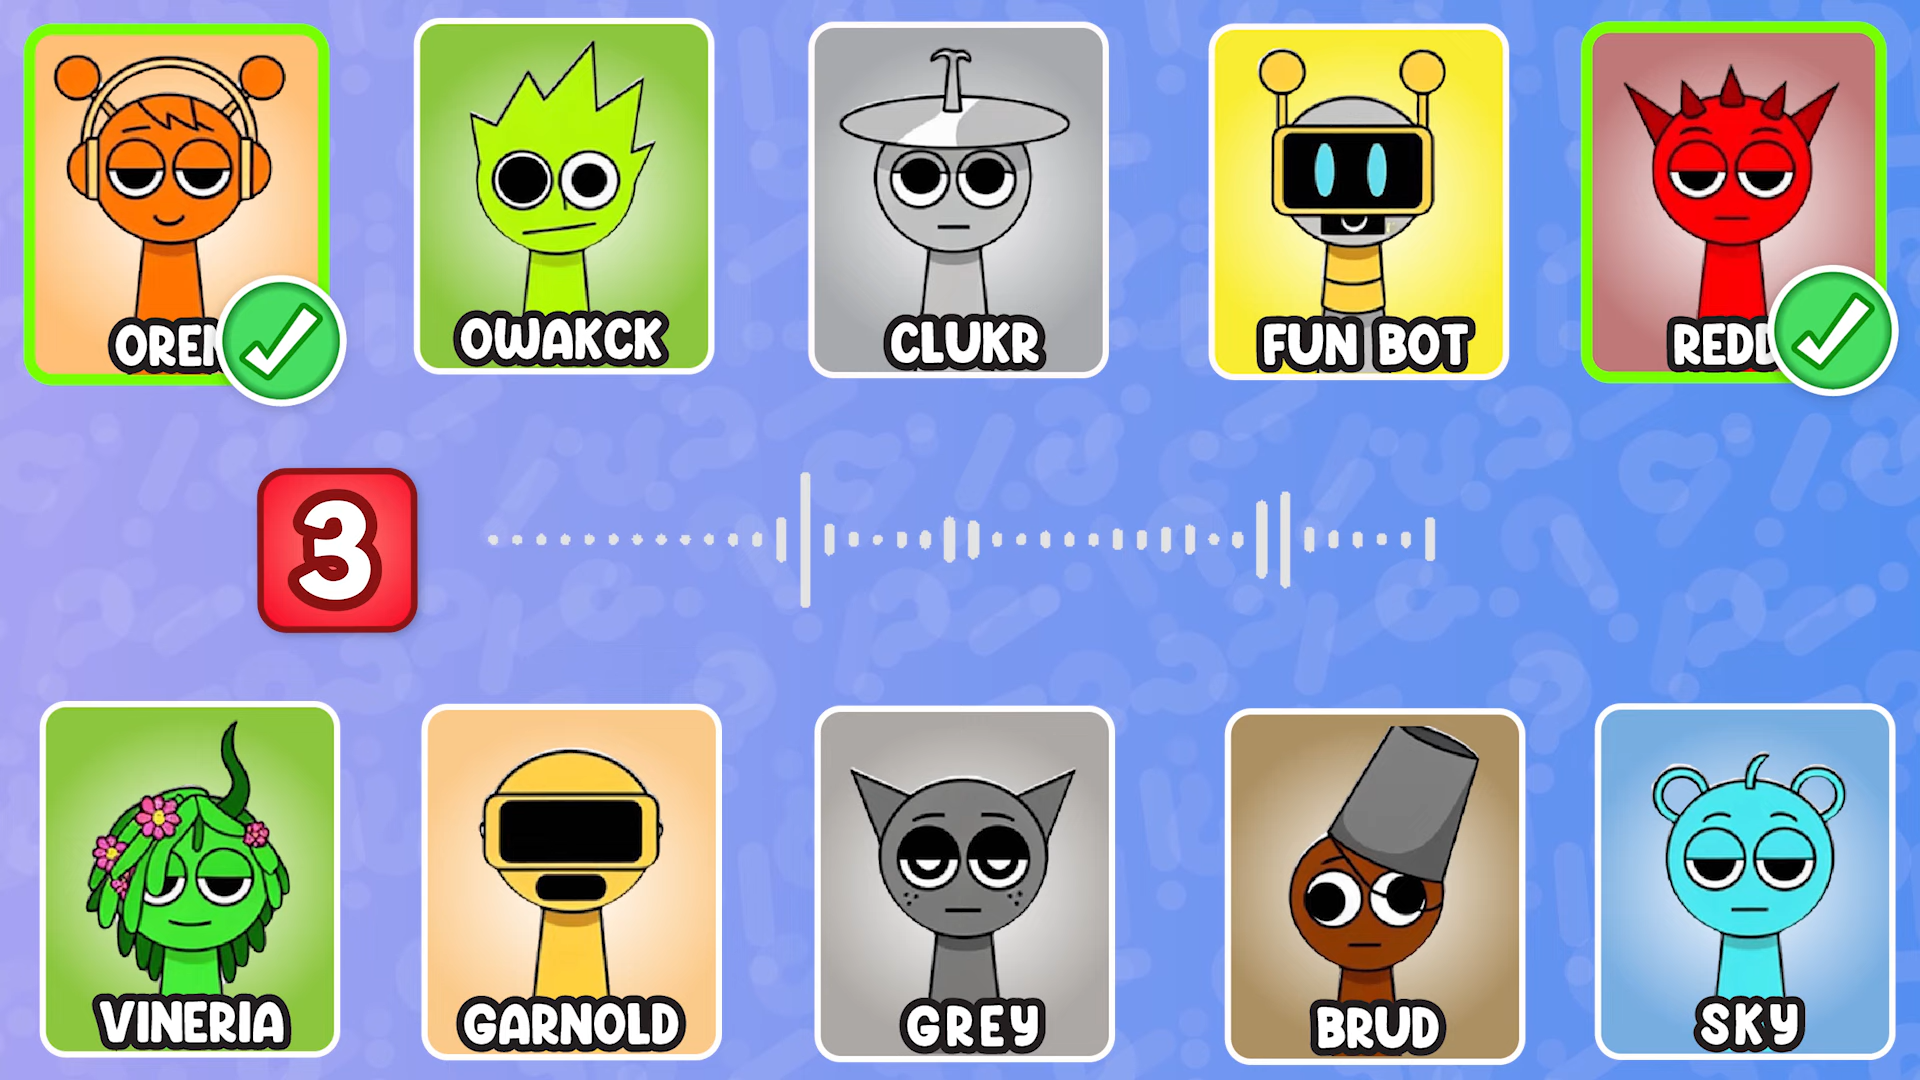 OREN
OWAKCK
CLUKR
FUN BOT
REDD
3
VINERIA
GARNOLD
GREY
BRUD
SKY